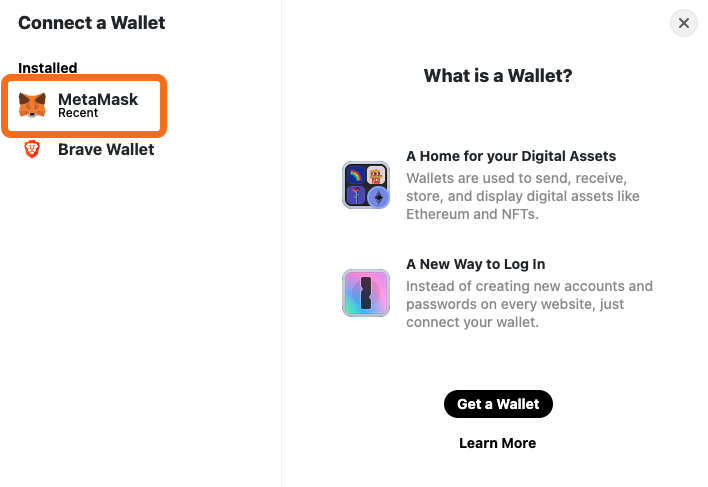 Connect a Wallet
Installed
MetaMask
Recent
Brave Wallet
What is a Wallet?
A Home for your Digital Assets
Wallets are used to send, receive,
store, and display digital assets like
Ethereum and NFTs.
A New Way to Log In
Instead of creating new accounts and
passwords on every website, just
connect your wallet.
Get a Wallet
Learn More